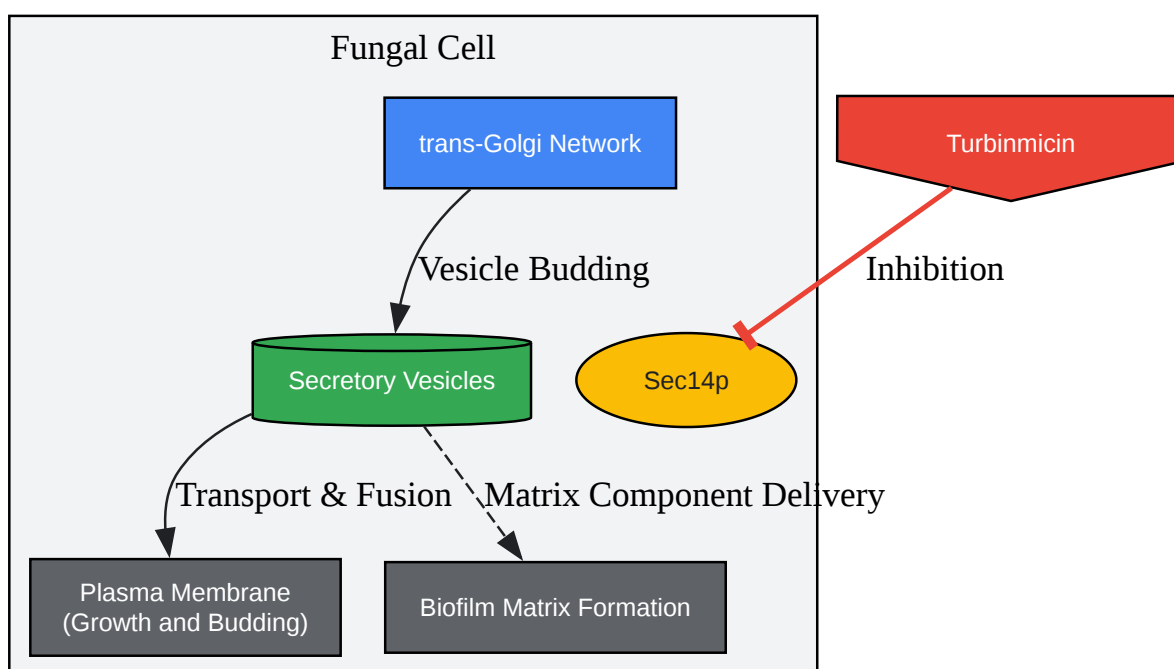 Fungal Cell
trans-Golgi Network
Turbinmicin
Vesicle Budding
Inhibition
Secretory Vesicles
Sec14p
Transport & Fusion
Matrix Component Delivery
Plasma Membrane
(Growth and Budding)
Biofilm Matrix Formation